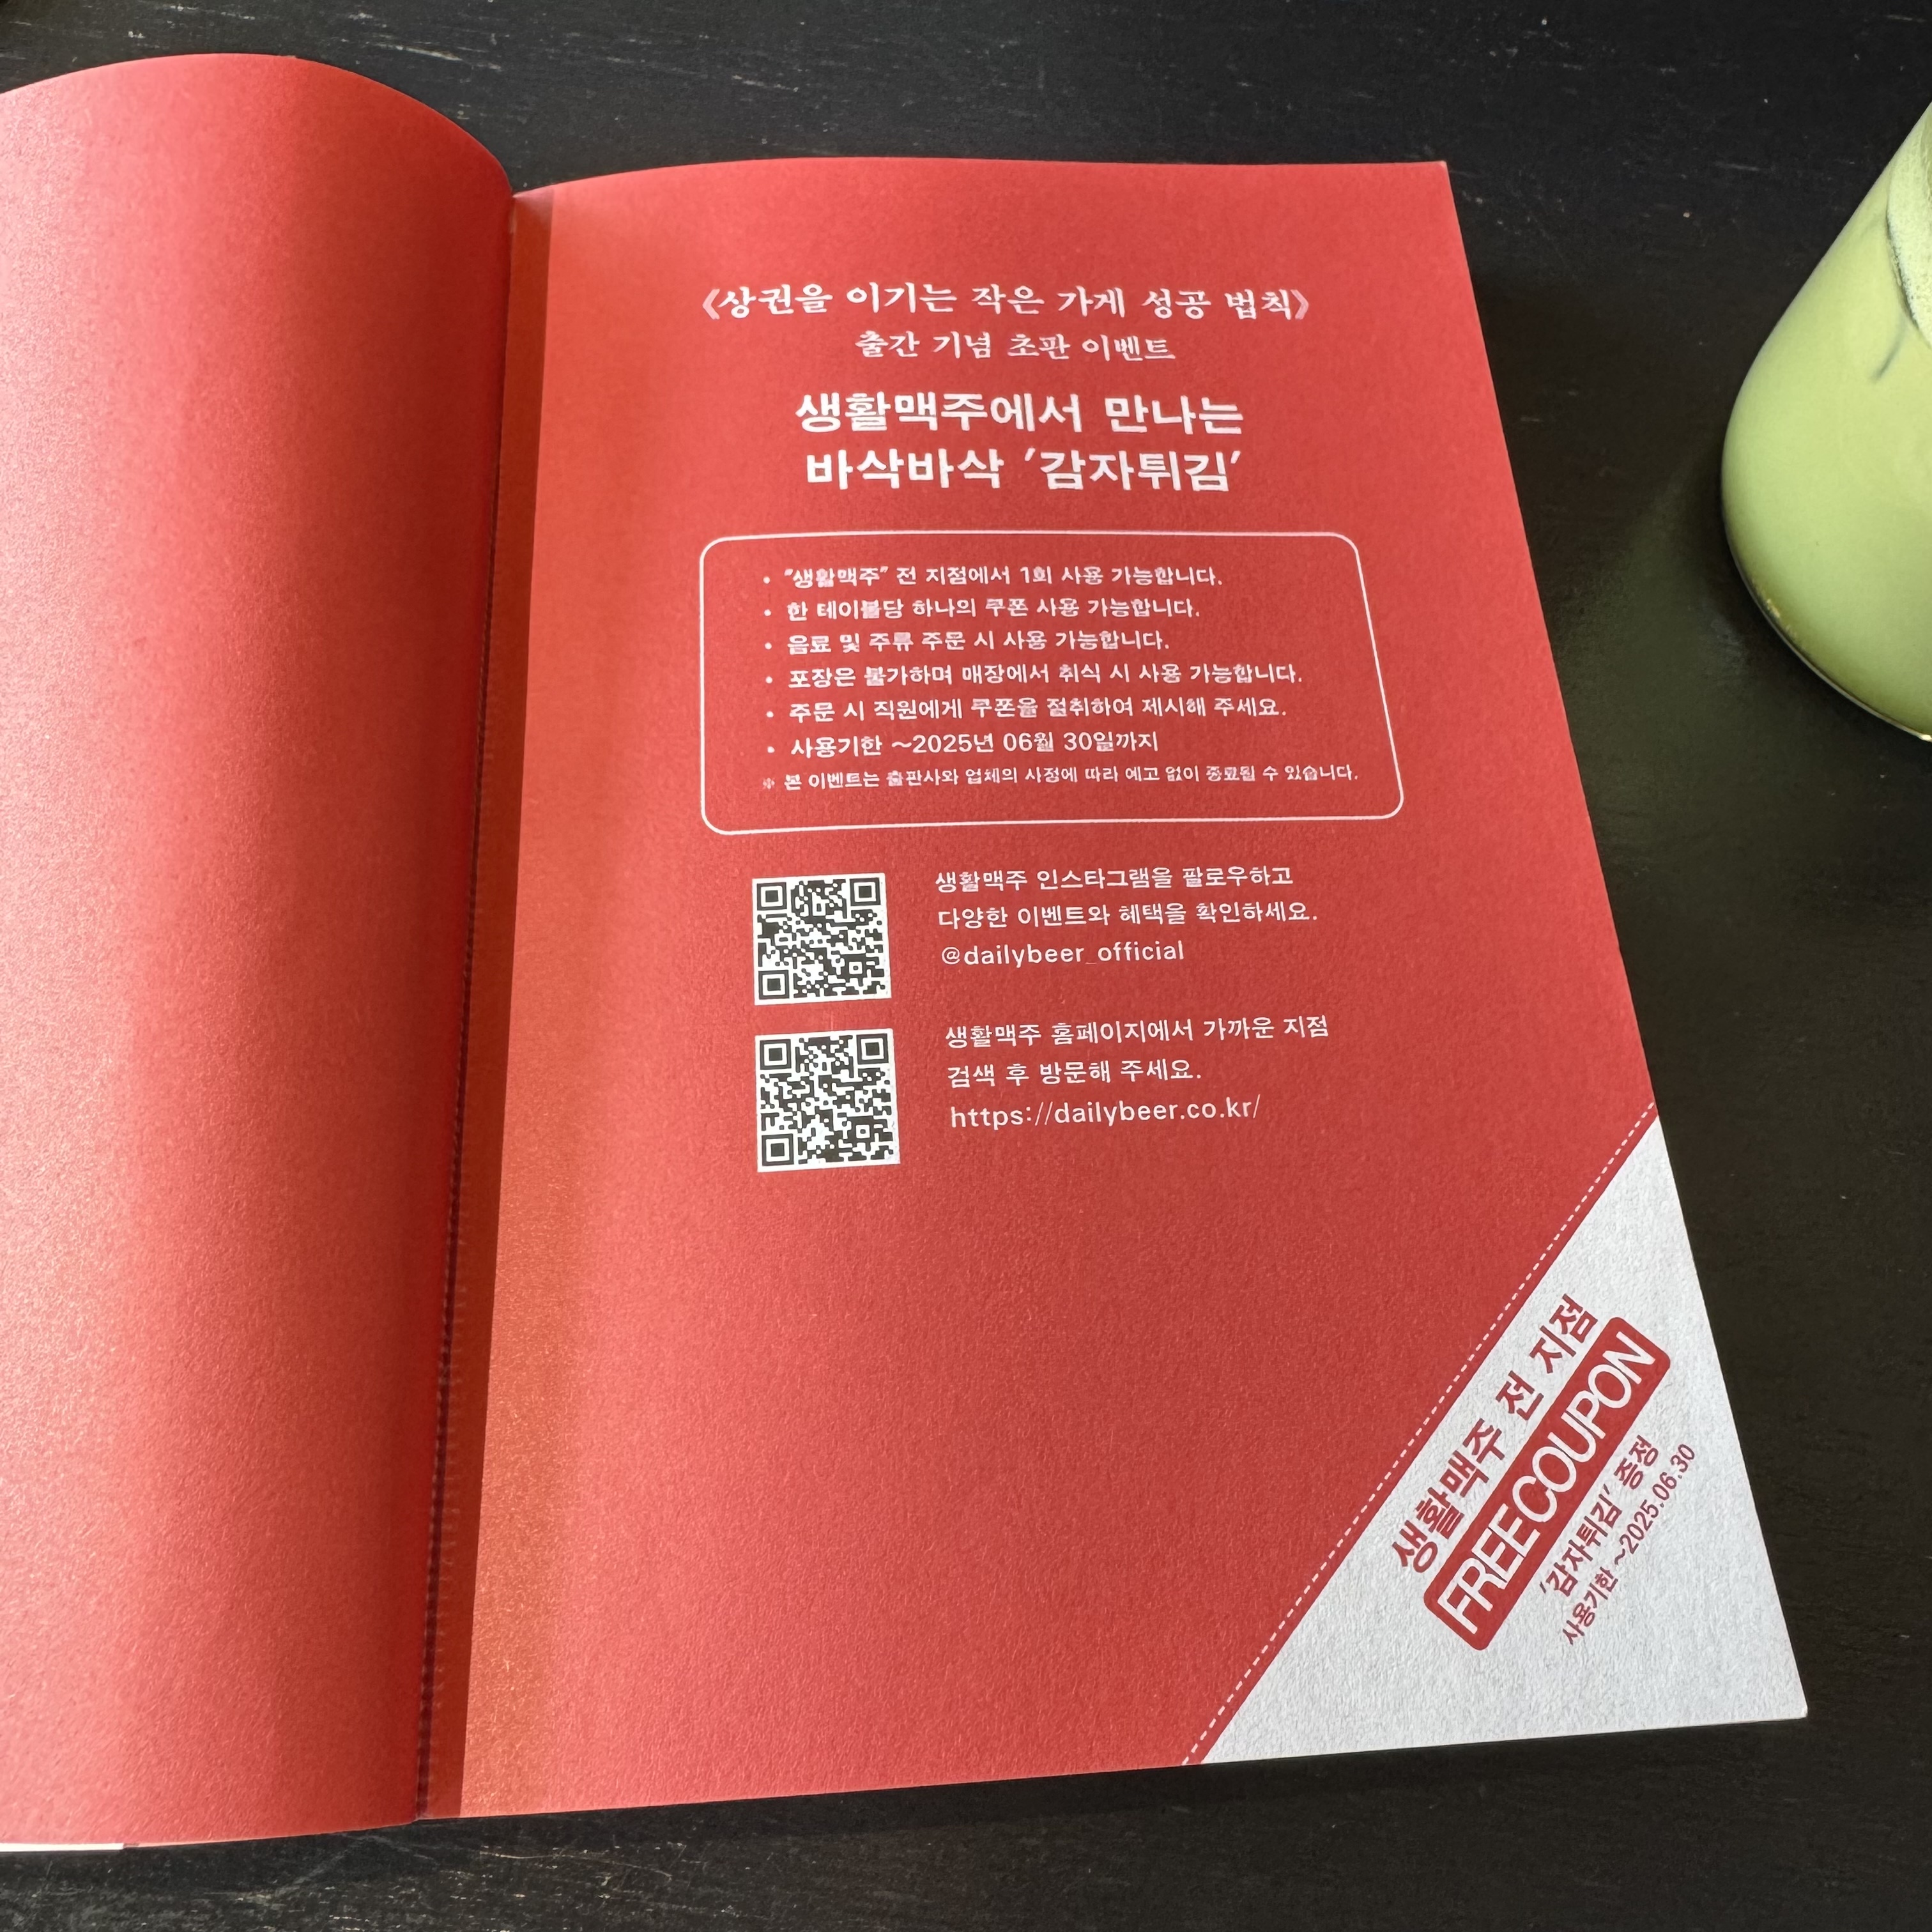 《상권을 이기는 작은 가게 성공 법칙》
출간 기념 초판 이벤트
생활맥주에서 만나는
바삭바삭 '감자튀김'
• "생활맥주" 전 지점에서 1회 사용 가능합니다.
• 한 테이블당 하나의 쿠폰 사용 가능합니다.
• 음료 및 주류 주문 시 사용 가능합니다.
• 포장은 불가하며 매장에서 취식 시 사용 가능합니다.
• 주문 시 직원에게 쿠폰을 절취하여 제시해 주세요.
• 사용기한 ~2025년 06월 30일까지
※ 본 이벤트는 출판사와 업체의 사정에 따라 예고 없이 종료될 수 있습니다.
생활맥주 인스타그램을 팔로우하고
다양한 이벤트와 혜택을 확인하세요.
@dailybeer_official
생활맥주 홈페이지에서 가까운 지점
검색 후 방문해 주세요.
https://dailybeer.co.kr/
생활맥주 전 지점
FREE COUPON
'감자튀김' 증정
사용기한 ~2025.06.30